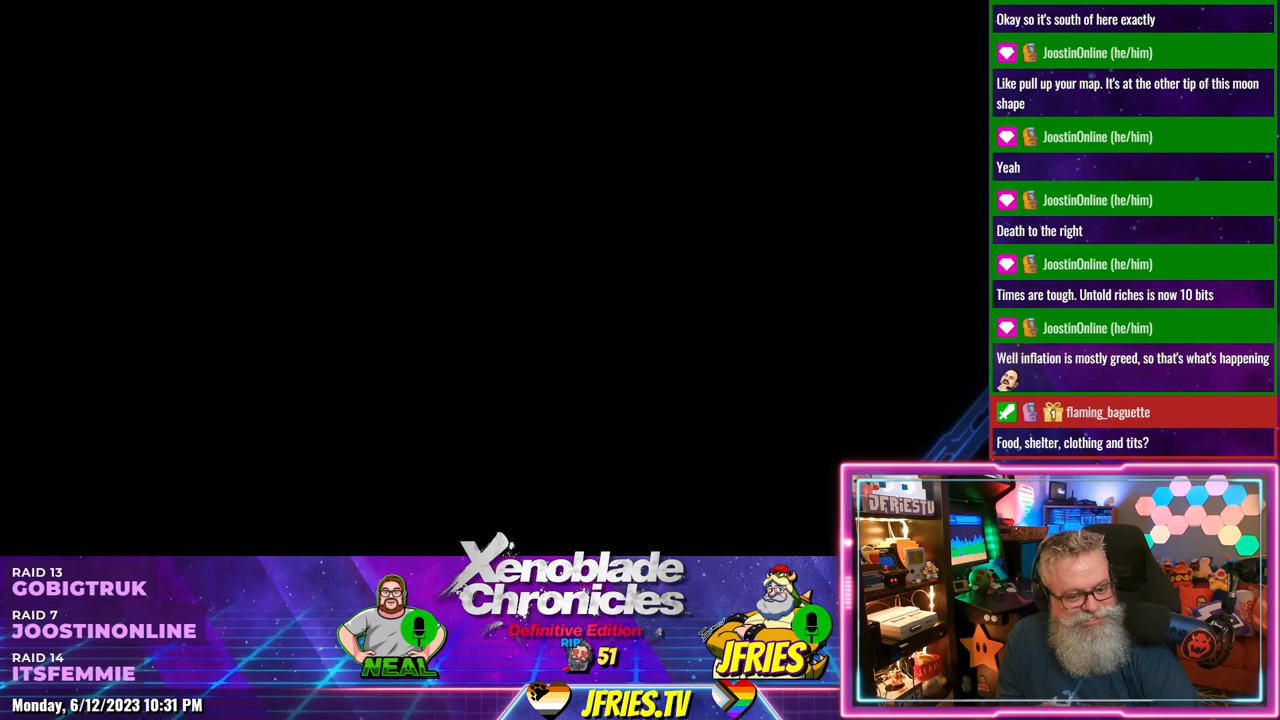 Okay so it's south of here exactly
JoostinOnline (he/him)
Like pull up your map. It's at the other tip of this moon
shape
JoostinOnline (he/him)
Yeah
JoostinOnline (he/him)
Death to the right
JoostinOnline (he/him)
Times are tough. Untold riches is now 10 bits
JoostinOnline (he/him)
Well inflation is mostly greed, so that's what's happening
1 flaming_baguette
Food, shelter, clothing and tits?
JFRIESTV
RAID 13
GOBIGTRUK
RAID 7
JOOSTINONLINE
RAID 14
ITSFEMMIE
Monday, 6/12/2023 10:31 PM
NEAL
Xenoblade
Chronicles
Definitive Edition
RIP
51
JFRIES
JFRIES.TV